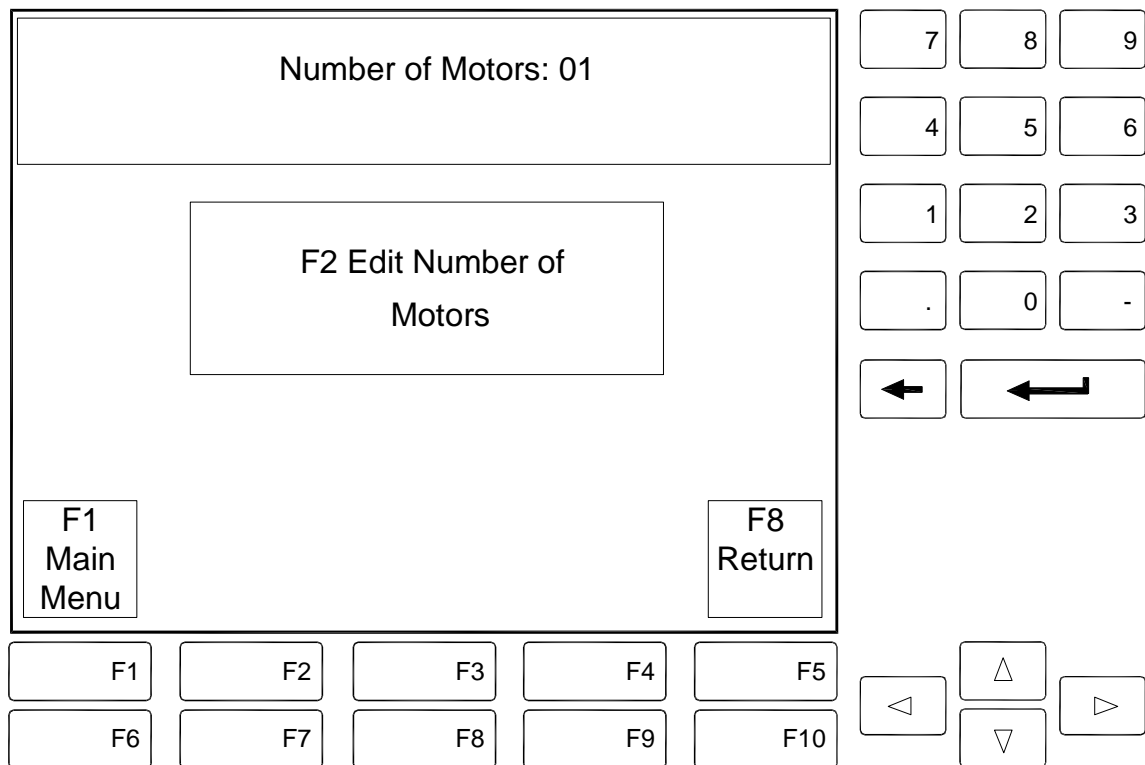 Number of Motors: 01
F2 Edit Number of
Motors
F1
Main
Menu
F8
Return
F1 F2 F3 F4 F5
F6 F7 F8 F9 F10
7 8 9
4 5 6
1 2 3
. 0 -